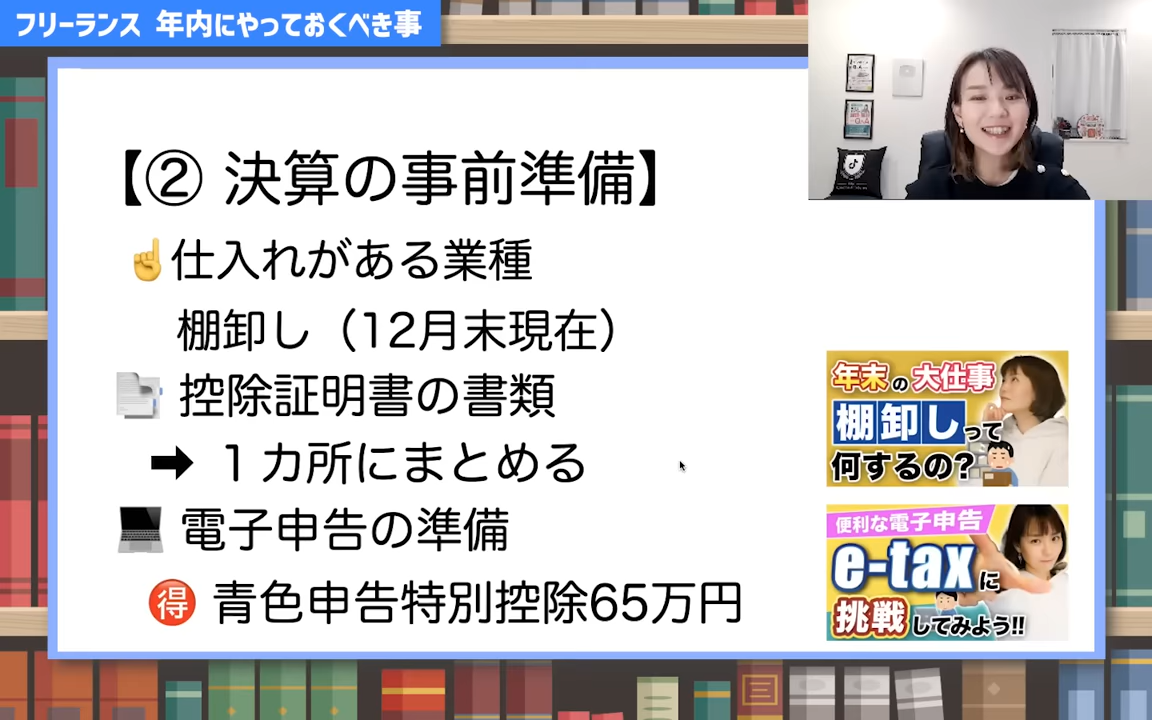 フリーランス 年内にやっておくべき事
【② 決算の事前準備】
☝仕入れがある業種
棚卸し（12月末現在）
控除証明書の書類
➡ １カ所にまとめる
電子申告の準備
㊝ 青色申告特別控除65万円
年末の大仕事
棚卸しって
何するの?
便利な電子申告
e-taxに
挑戦してみよう!!